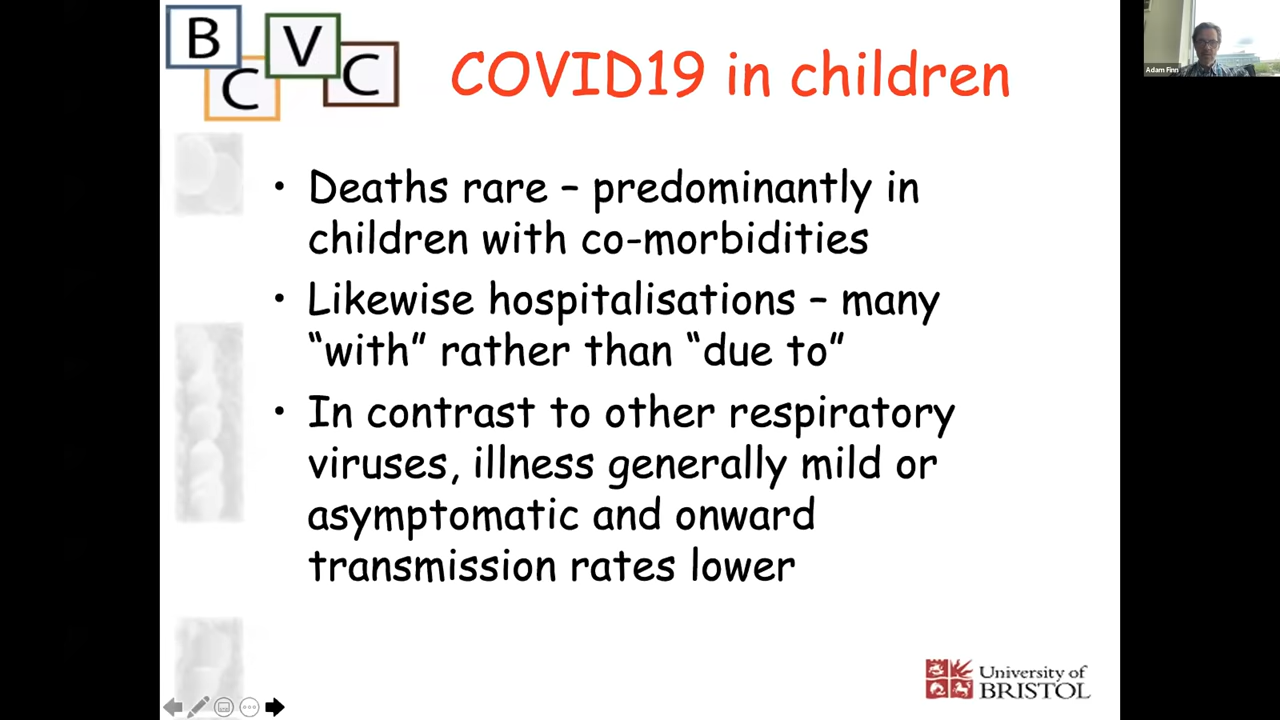 B
V
C
C
COVID19 in children
Adam Finn
• Deaths rare – predominantly in
children with co-morbidities
• Likewise hospitalisations – many
“with” rather than “due to”
• In contrast to other respiratory
viruses, illness generally mild or
asymptomatic and onward
transmission rates lower
University of
BRISTOL